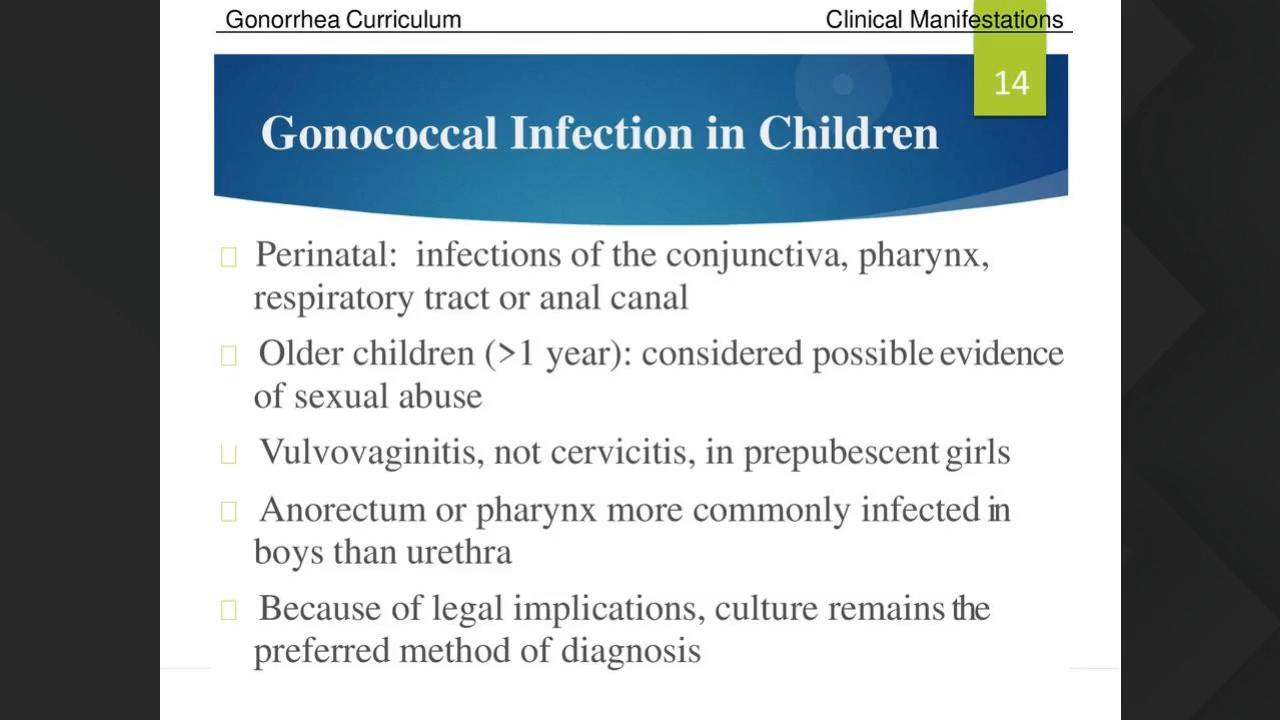 Gonorrhea Curriculum Clinical Manifestations
14
Gonococcal Infection in Children
Perinatal: infections of the conjunctiva, pharynx,
respiratory tract or anal canal
Older children (>1 year): considered possible evidence
of sexual abuse
Vulvovaginitis, not cervicitis, in prepubescent girls
Anorectum or pharynx more commonly infected in
boys than urethra
Because of legal implications, culture remains the
preferred method of diagnosis